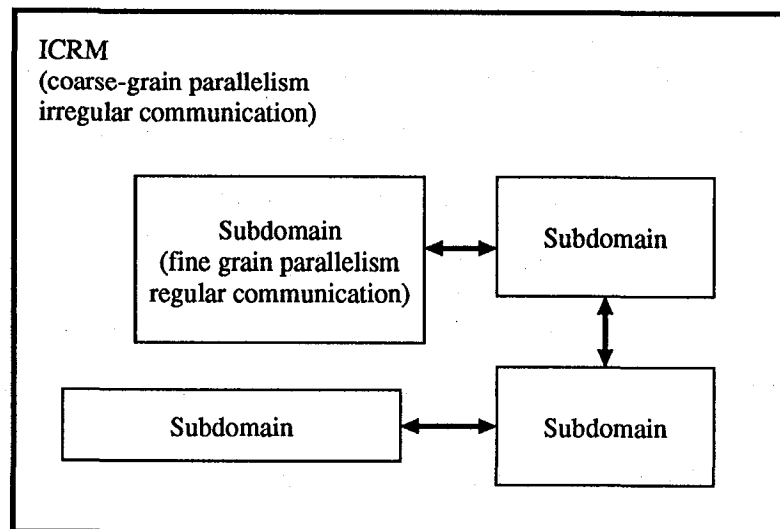 ICRM
(coarse-grain parallelism
irregular communication)
Subdomain
(fine grain parallelism
regular communication)
Subdomain
Subdomain
Subdomain